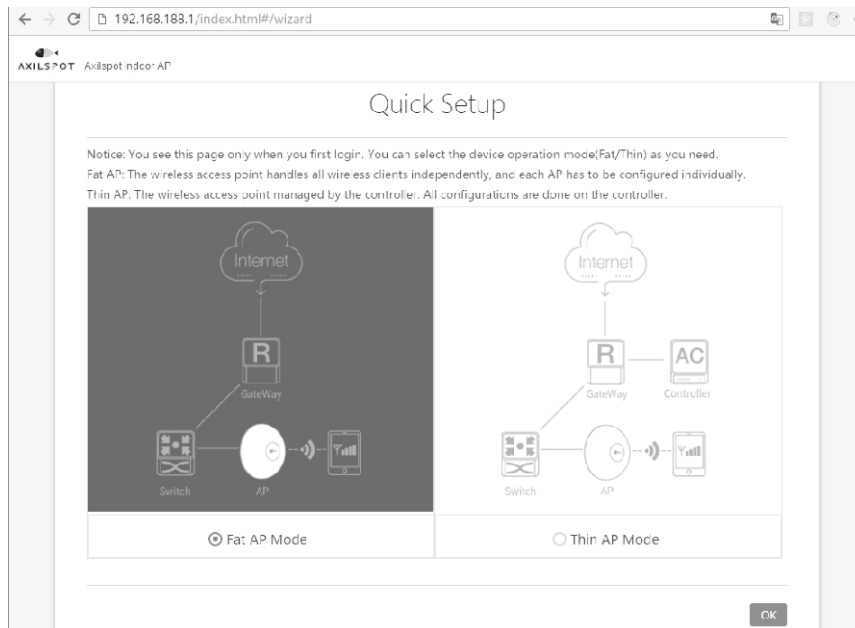 192.168.188.1/index.html#/wizard
AXILSPOT Axilspot Indoor AP
Quick Setup
Notice: You see this page only when you first login. You can select the device operation mode(Fat/Thin) as you need.
Fat AP: The wireless access point handles all wireless clients independently, and each AP has to be configured individually.
Thin AP: The wireless access point managed by the controller. All configurations are done on the controller.
Internet
R
GateWay
Switch
AP
Internet
R
AC
GateWay
Controller
Switch
AP
Fat AP Mode
Thin AP Mode
OK